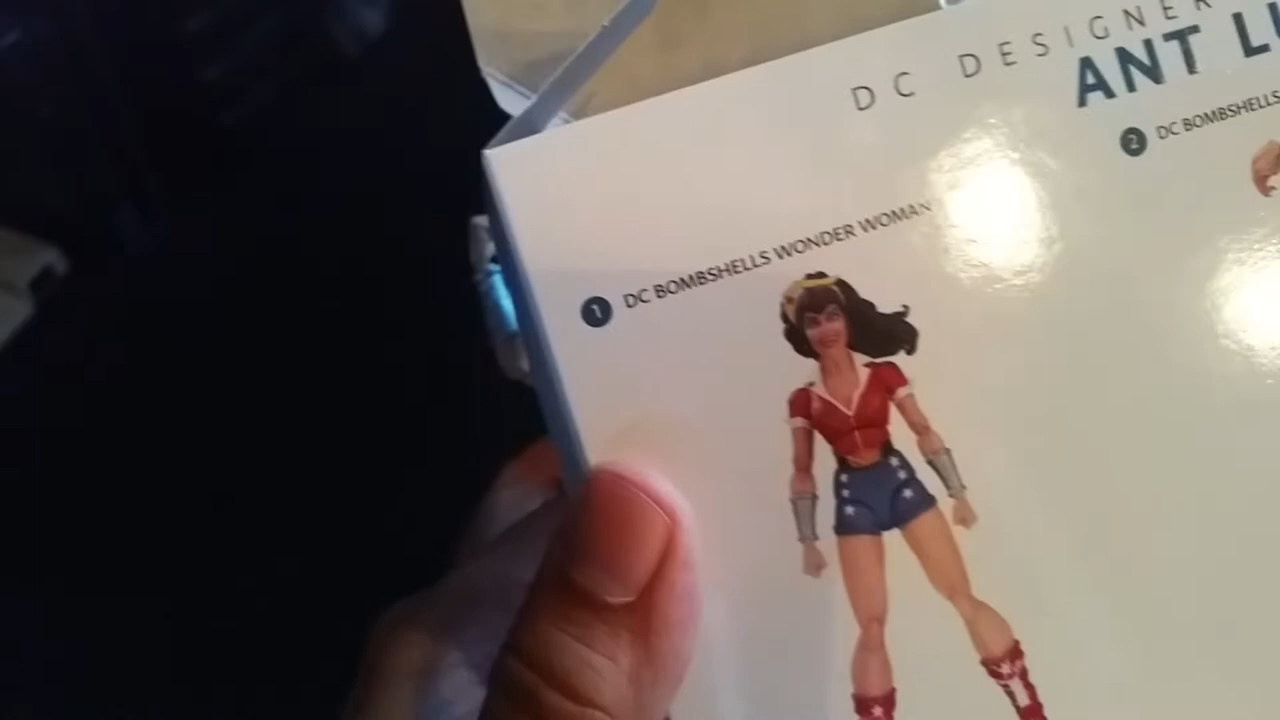 DC DESIGNER
ANT
2 DC BOMBSHELLS
1 DC BOMBSHELLS WONDER WOMAN